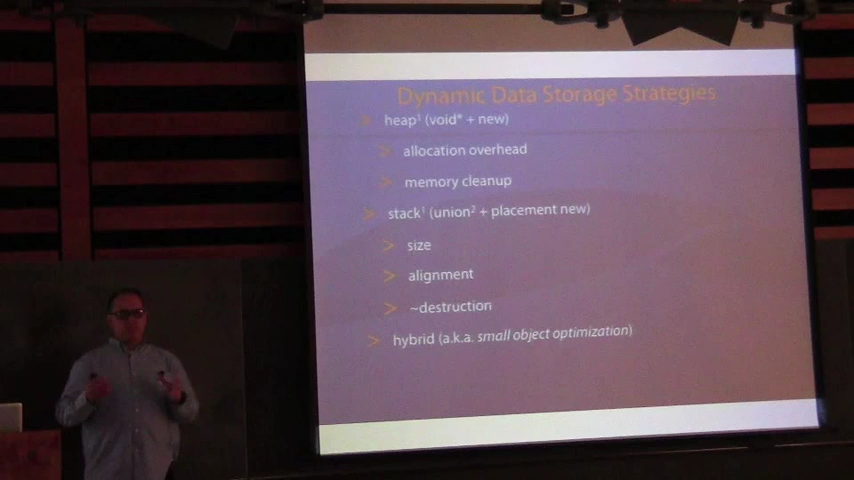 Dynamic Data Storage Strategies
> heap¹ (void* + new)
> allocation overhead
> memory cleanup
> stack¹ (union² + placement new)
> size
> alignment
> ~destruction
> hybrid (a.k.a. small object optimization)